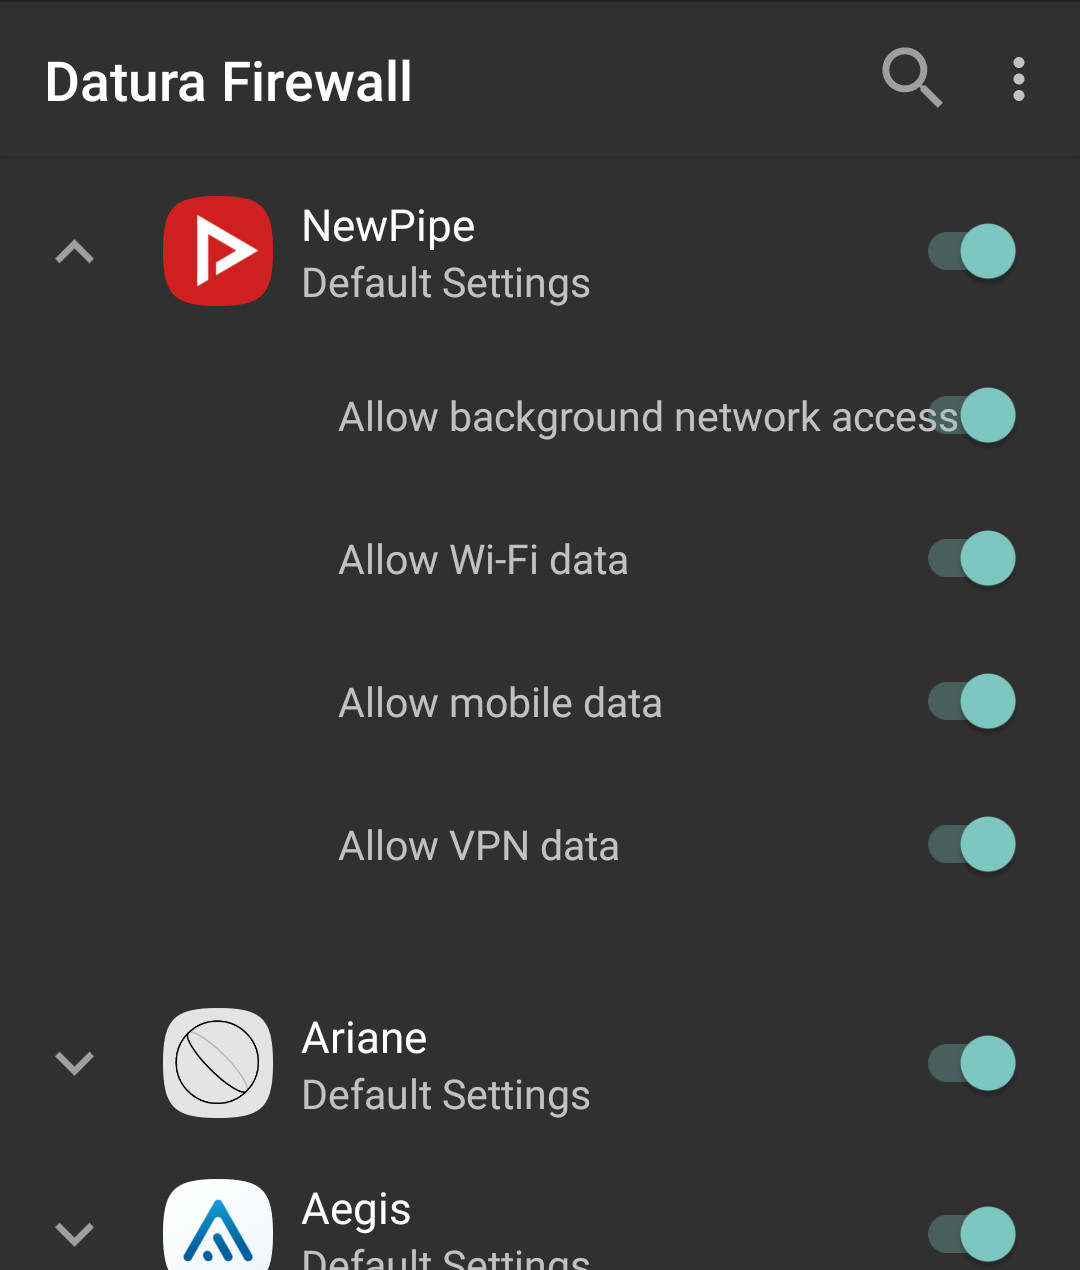 Datura Firewall
NewPipe
Default Settings
Allow background network access
Allow Wi-Fi data
Allow mobile data
Allow VPN data
Ariane
Default Settings
Aegis
Default Settings